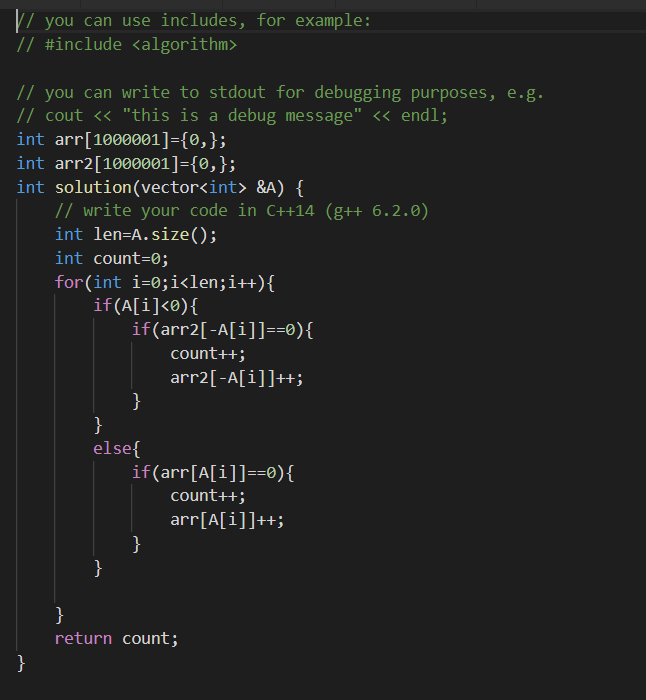 // you can use includes, for example:
// #include <algorithm>
// you can write to stdout for debugging purposes, e.g.
// cout << "this is a debug message" << endl;
int arr[1000001]={0,};
int arr2[1000001]={0,};
int solution(vector<int> &A) {
    // write your code in C++14 (g++ 6.2.0)
    int len=A.size();
    int count=0;
    for(int i=0;i<len;i++){
        if(A[i]<0){
            if(arr2[-A[i]]==0){
                count++;
                arr2[-A[i]]++;
            }
        }
        else{
            if(arr[A[i]]==0){
                count++;
                arr[A[i]]++;
            }
        }
    }
    return count;
}